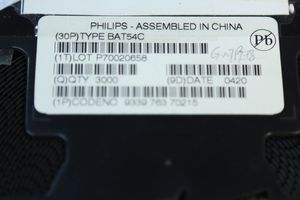 PHILIPS - ASSEMBLED IN CHINA
(30P)TYPE BAT54C
Pb
(1T)LOT P70020658
(Q)QTY 3000 (9D)DATE 0420
(1P)CODENO 9339 763 70215